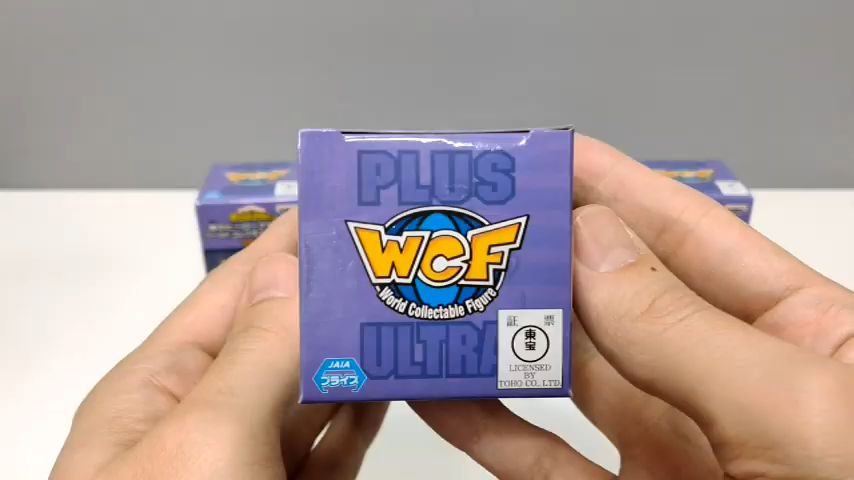 PLUS
WCF
World Collectable Figure
ULTRA
証 票
東宝
LICENSED
BY
TOHO CO., LTD.
JAIA
プライズ